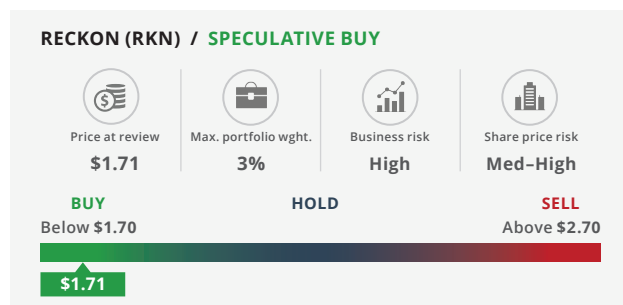 RECKON (RKN) / SPECULATIVE BUY
$
Price at review
Max. portfolio wght.
Business risk
Share price risk
$1.71
3%
High
Med–High
BUY
HOLD
SELL
Below $1.70
Above $2.70
$1.71